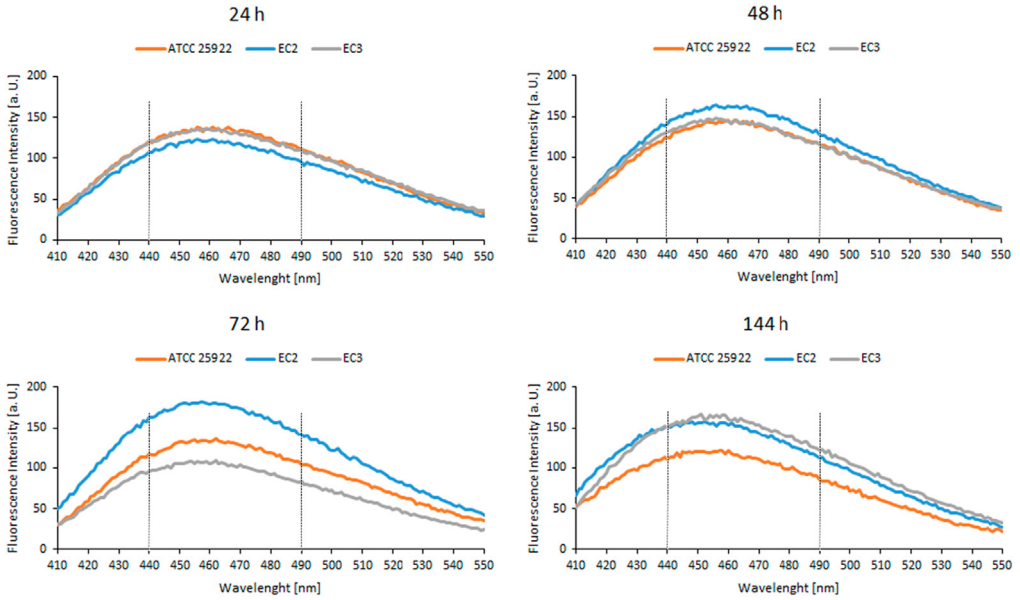 24 h
ATCC 25922 EC2 EC3
Fluorescence Intensity [a. U.]
200
150
100
50
0
410 420 430 440 450 460 470 480 490 500 510 520 530 540 550
Wavelenght [nm]
48 h
ATCC 25922 EC2 EC3
Fluorescence Intensity [a. U.]
200
150
100
50
0
410 420 430 440 450 460 470 480 490 500 510 520 530 540 550
Wavelenght [nm]
72 h
ATCC 25922 EC2 EC3
Fluorescence Intensity [a. U.]
200
150
100
50
0
410 420 430 440 450 460 470 480 490 500 510 520 530 540 550
Wavelenght [nm]
144 h
ATCC 25922 EC2 EC3
Fluorescence Intensity [a. U.]
200
150
100
50
0
410 420 430 440 450 460 470 480 490 500 510 520 530 540 550
Wavelenght [nm]